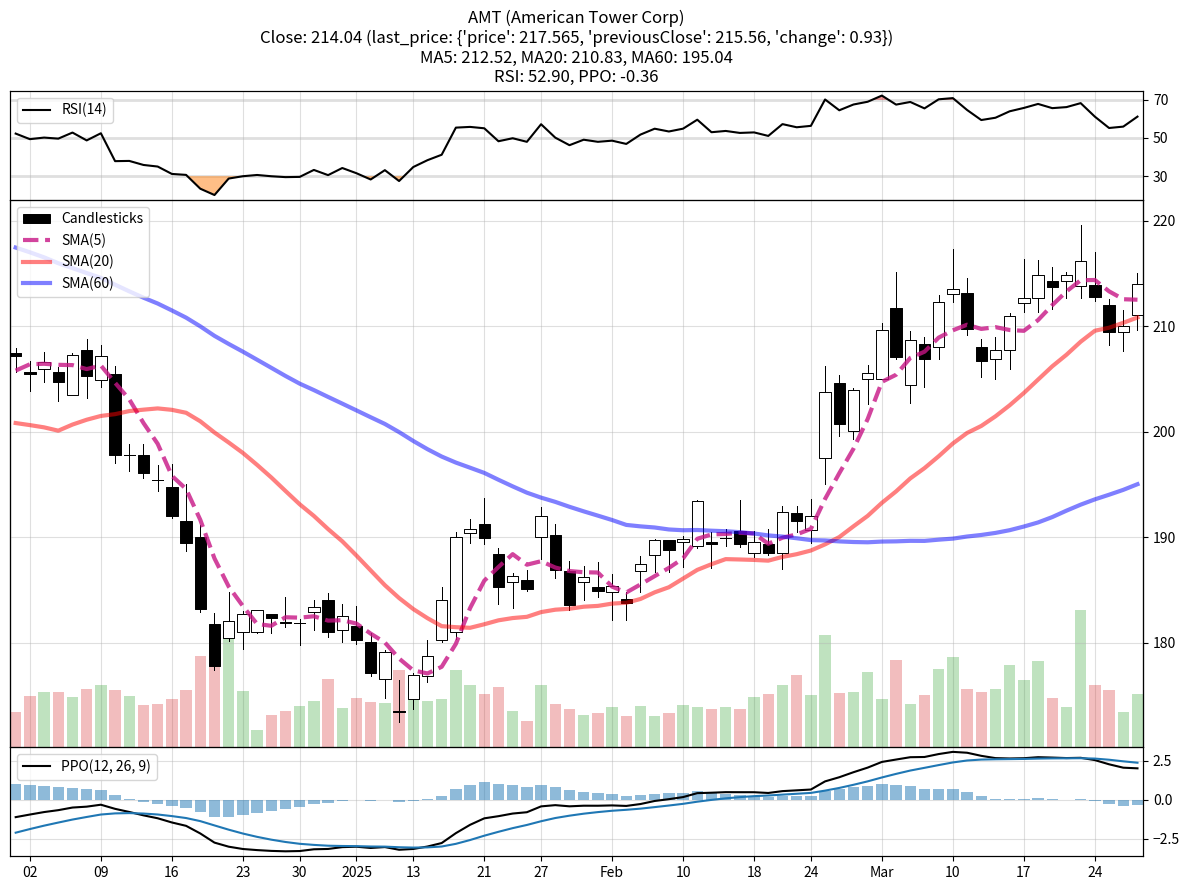 AMT (American Tower Corp)
Close: 214.04 (last_price: {'price': 217.565, 'previousClose': 215.56, 'change': 0.93})
MA5: 212.52, MA20: 210.83, MA60: 195.04
RSI: 52.90, PPO: -0.36
RSI(14)
70
50
30
Candlesticks
SMA(5)
SMA(20)
SMA(60)
220
210
200
190
180
PPO(12, 26, 9)
2.5
0.0
−2.5
02 09 16 23 30 2025 13 21 27 Feb 10 18 24 Mar 10 17 24